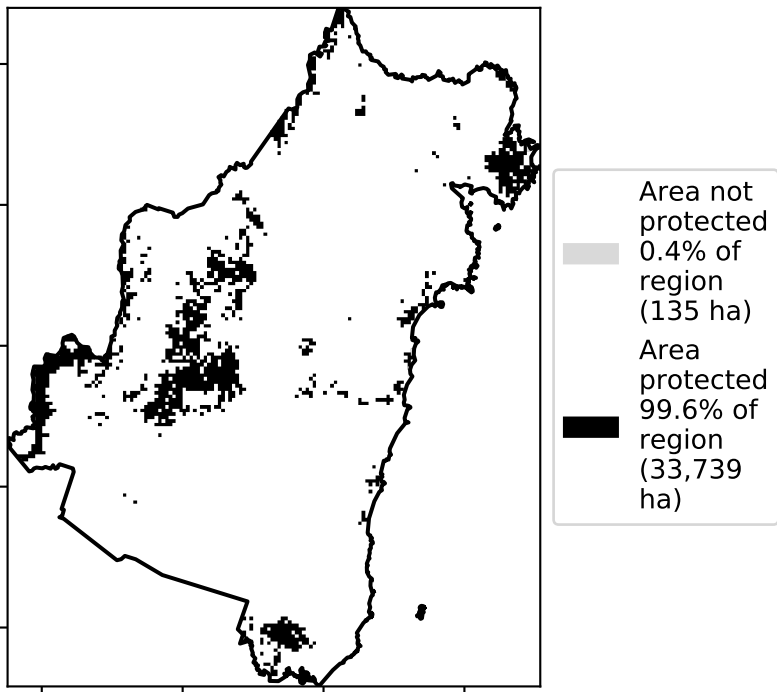 Area not
protected
0.4% of
region
(135 ha)
Area
protected
99.6% of
region
(33,739
ha)